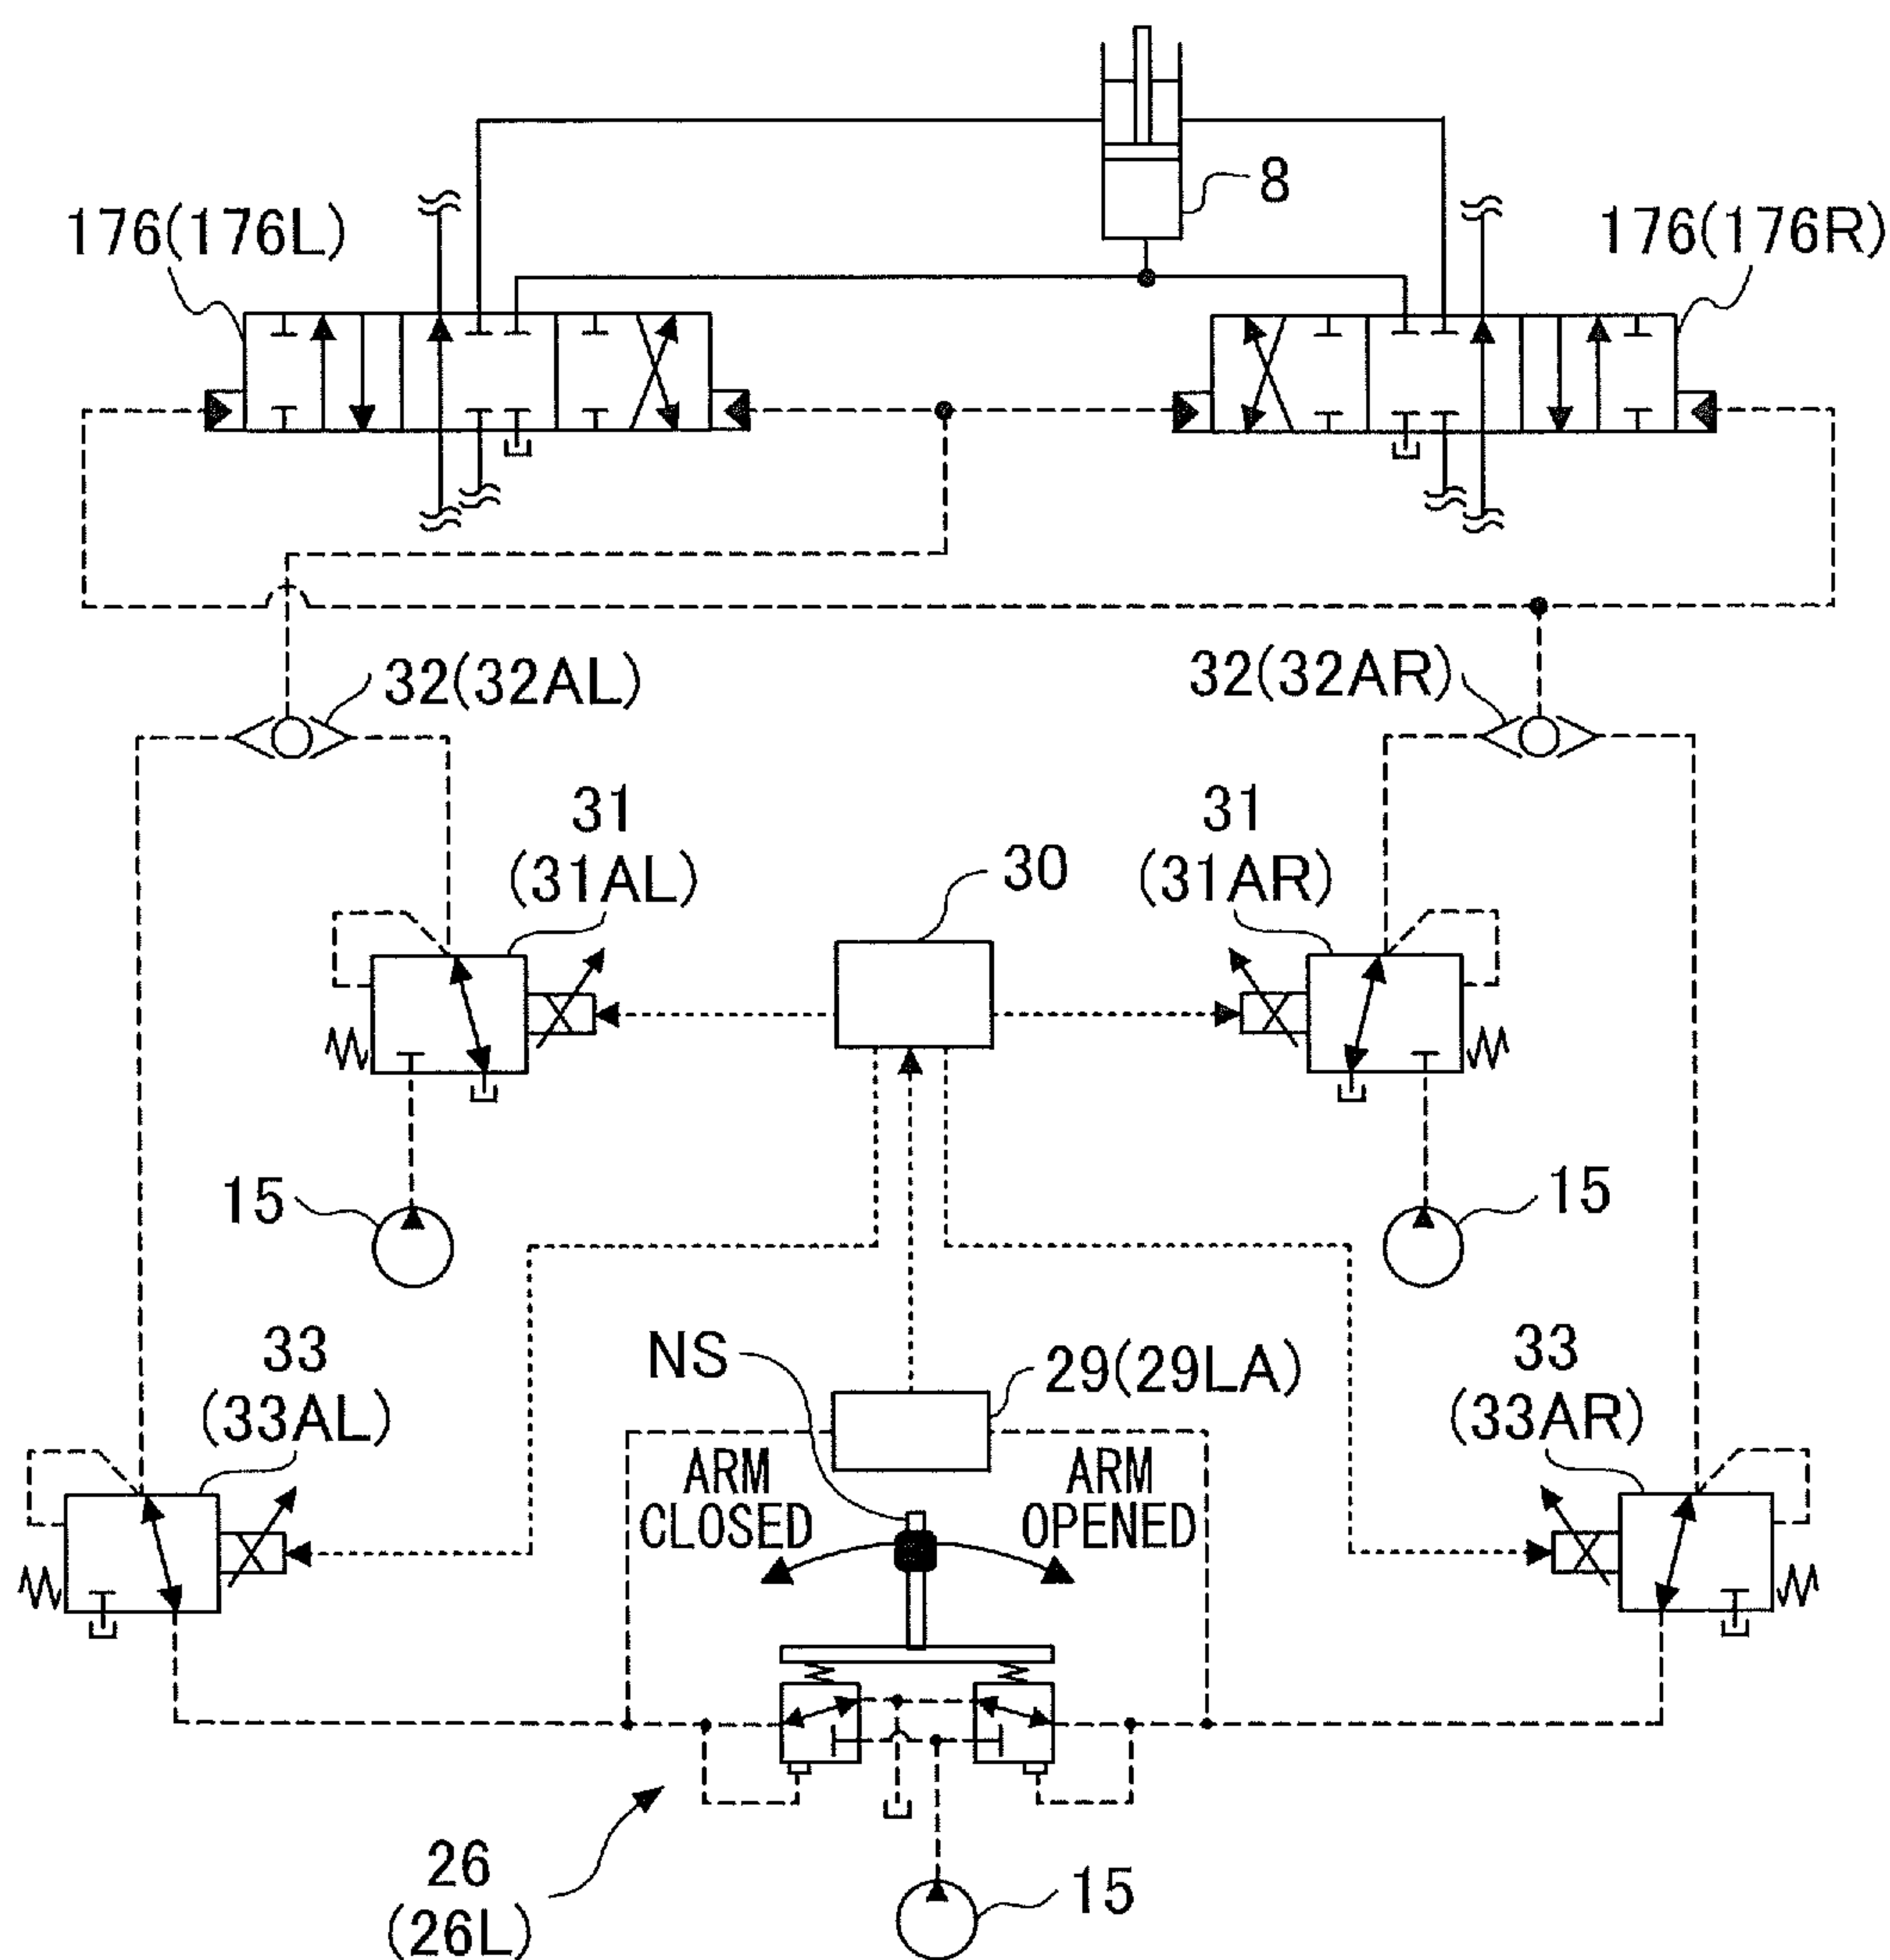 8
176(176L)
176(176R)
32(32AL)
32(32AR)
31
(31AL)
30
31
(31AR)
15
15
NS
29(29LA)
33
(33AL)
33
(33AR)
ARM
CLOSED
ARM
OPENED
26
(26L)
15